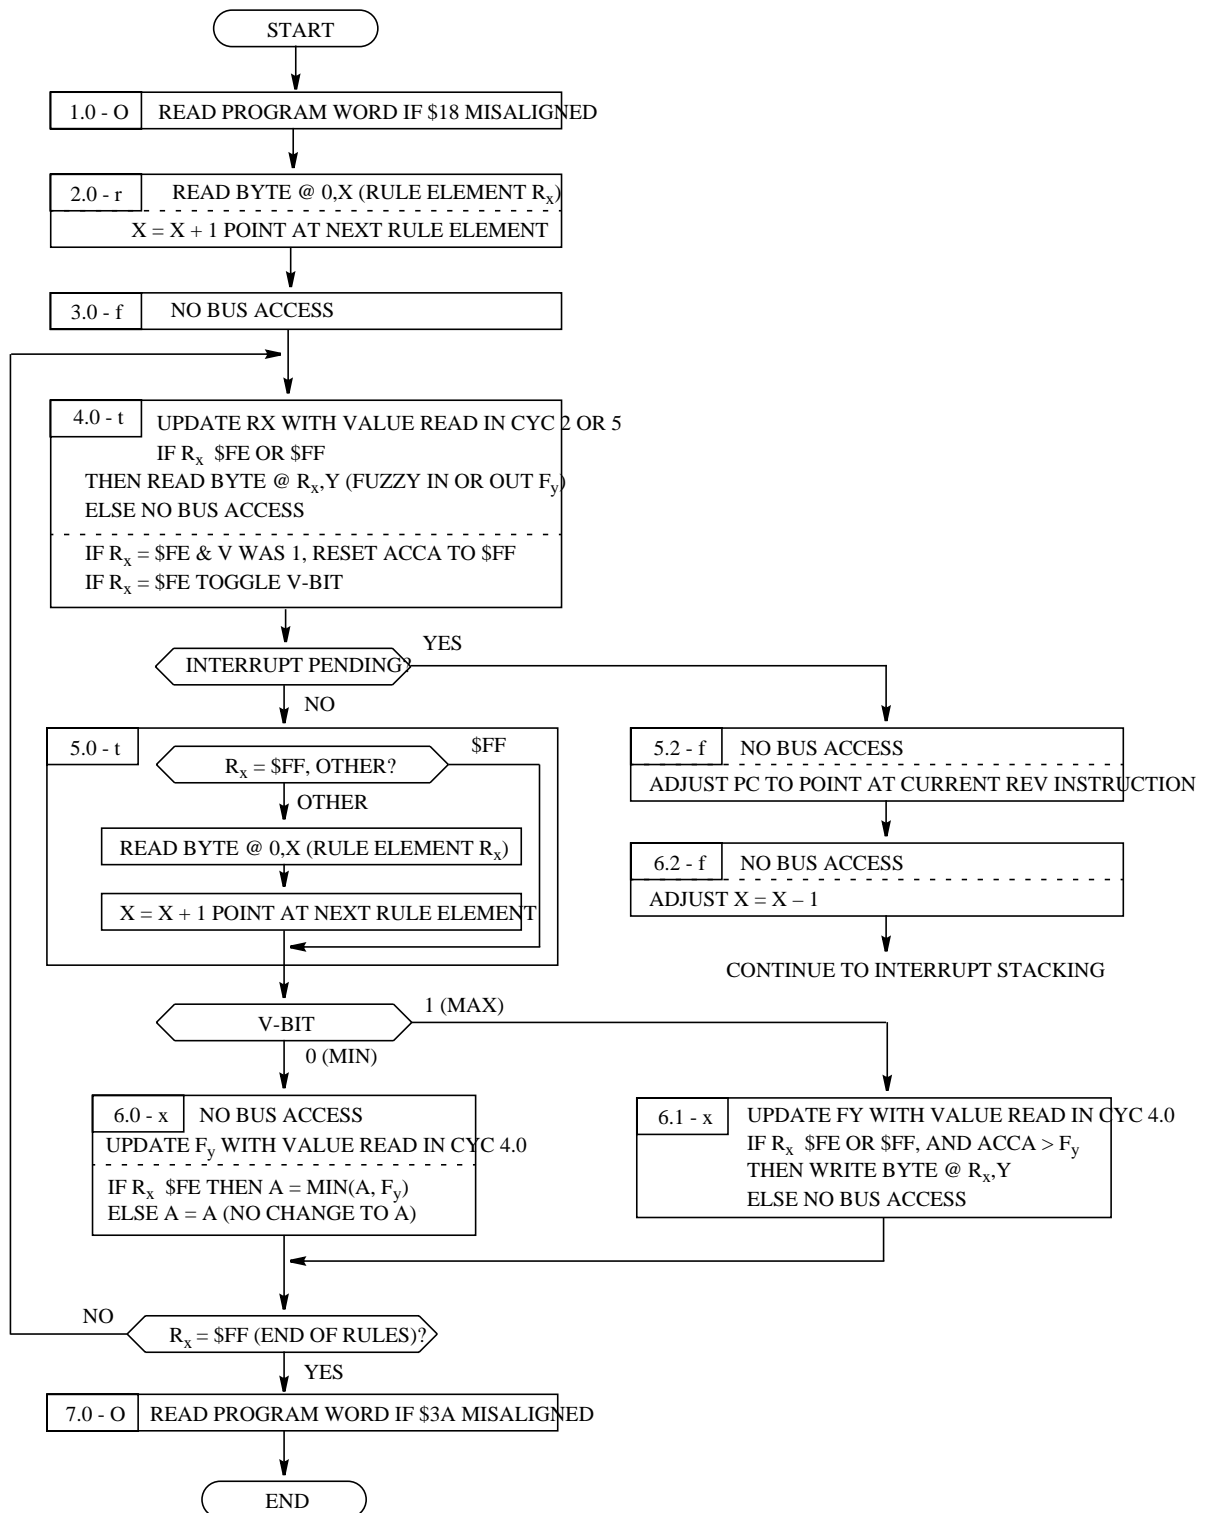 START
1.0 - O READ PROGRAM WORD IF $18 MISALIGNED
2.0 - r READ BYTE @ 0,X (RULE ELEMENT Rx)
X = X + 1 POINT AT NEXT RULE ELEMENT
3.0 - f NO BUS ACCESS
4.0 - t UPDATE RX WITH VALUE READ IN CYC 2 OR 5
IF Rx $FE OR $FF
THEN READ BYTE @ Rx,Y (FUZZY IN OR OUT Fy)
ELSE NO BUS ACCESS
IF Rx = $FE & V WAS 1, RESET ACCA TO $FF
IF Rx = $FE TOGGLE V-BIT
INTERRUPT PENDING?
YES
NO
5.0 - t
Rx = $FF, OTHER?
$FF
OTHER
READ BYTE @ 0,X (RULE ELEMENT Rx)
X = X + 1 POINT AT NEXT RULE ELEMENT
5.2 - f NO BUS ACCESS
ADJUST PC TO POINT AT CURRENT REV INSTRUCTION
6.2 - f NO BUS ACCESS
ADJUST X = X – 1
CONTINUE TO INTERRUPT STACKING
V-BIT
1 (MAX)
0 (MIN)
6.0 - x NO BUS ACCESS
UPDATE Fy WITH VALUE READ IN CYC 4.0
IF Rx $FE THEN A = MIN(A, Fy)
ELSE A = A (NO CHANGE TO A)
6.1 - x UPDATE FY WITH VALUE READ IN CYC 4.0
IF Rx $FE OR $FF, AND ACCA > Fy
THEN WRITE BYTE @ Rx,Y
ELSE NO BUS ACCESS
NO
Rx = $FF (END OF RULES)?
YES
7.0 - O READ PROGRAM WORD IF $3A MISALIGNED
END